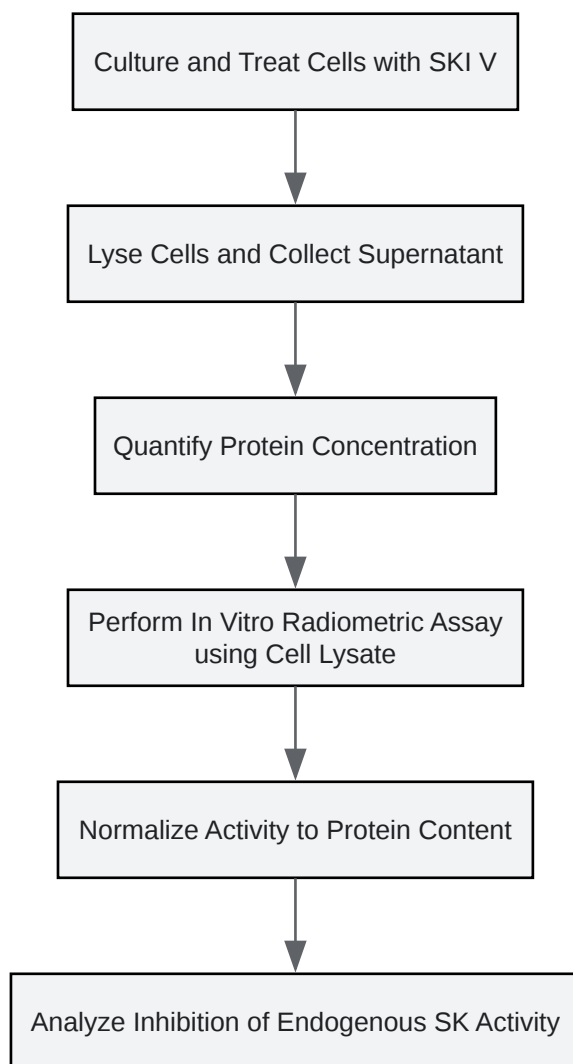 Culture and Treat Cells with SKI V
Lyse Cells and Collect Supernatant
Quantify Protein Concentration
Perform In Vitro Radiometric Assay
using Cell Lysate
Normalize Activity to Protein Content
Analyze Inhibition of Endogenous SK Activity